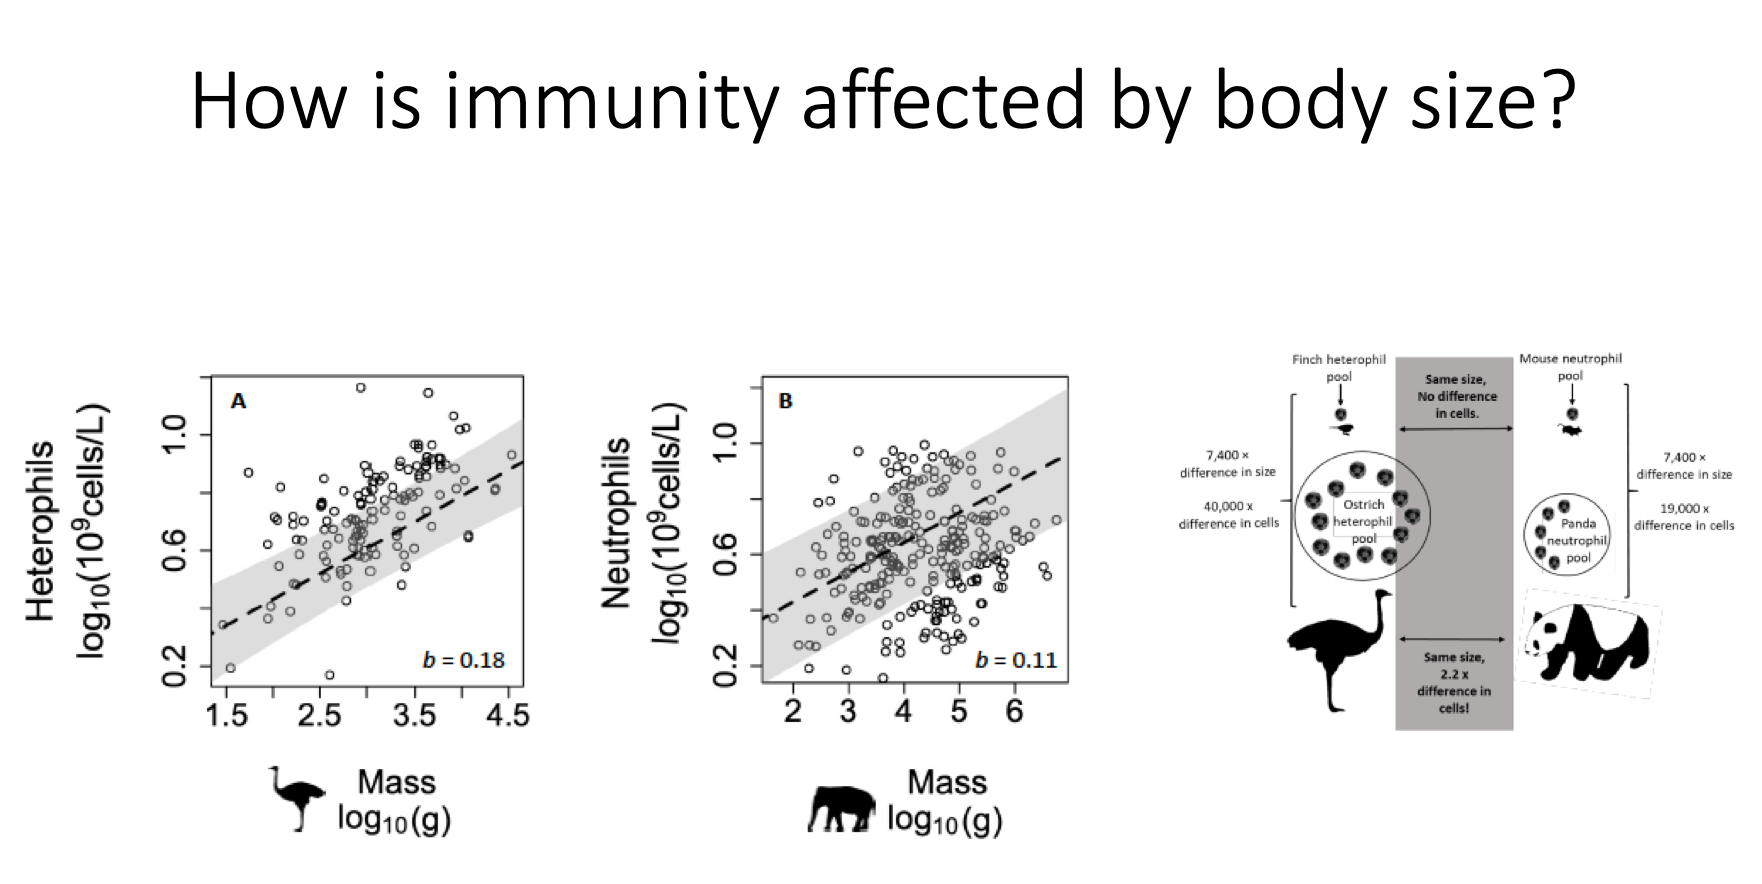 How is immunity affected by body size?
Heterophils
log₁₀(10⁹cells/L)
A
1.0
0.6
0.2
b = 0.18
1.5 2.5 3.5 4.5
Mass
log₁₀(g)
Neutrophils
log₁₀(10⁹cells/L)
B
1.0
0.6
0.2
b = 0.11
2 3 4 5 6
Mass
log₁₀(g)
Finch heterophil
pool
7,400 ×
difference in size
40,000 ×
difference in cells
Ostrich
heterophil
pool
Same size,
No difference
in cells.
Same size,
2.2 x
difference in
cells!
Mouse neutrophil
pool
Panda
neutrophil
pool
7,400 ×
difference in size
19,000 ×
difference in cells